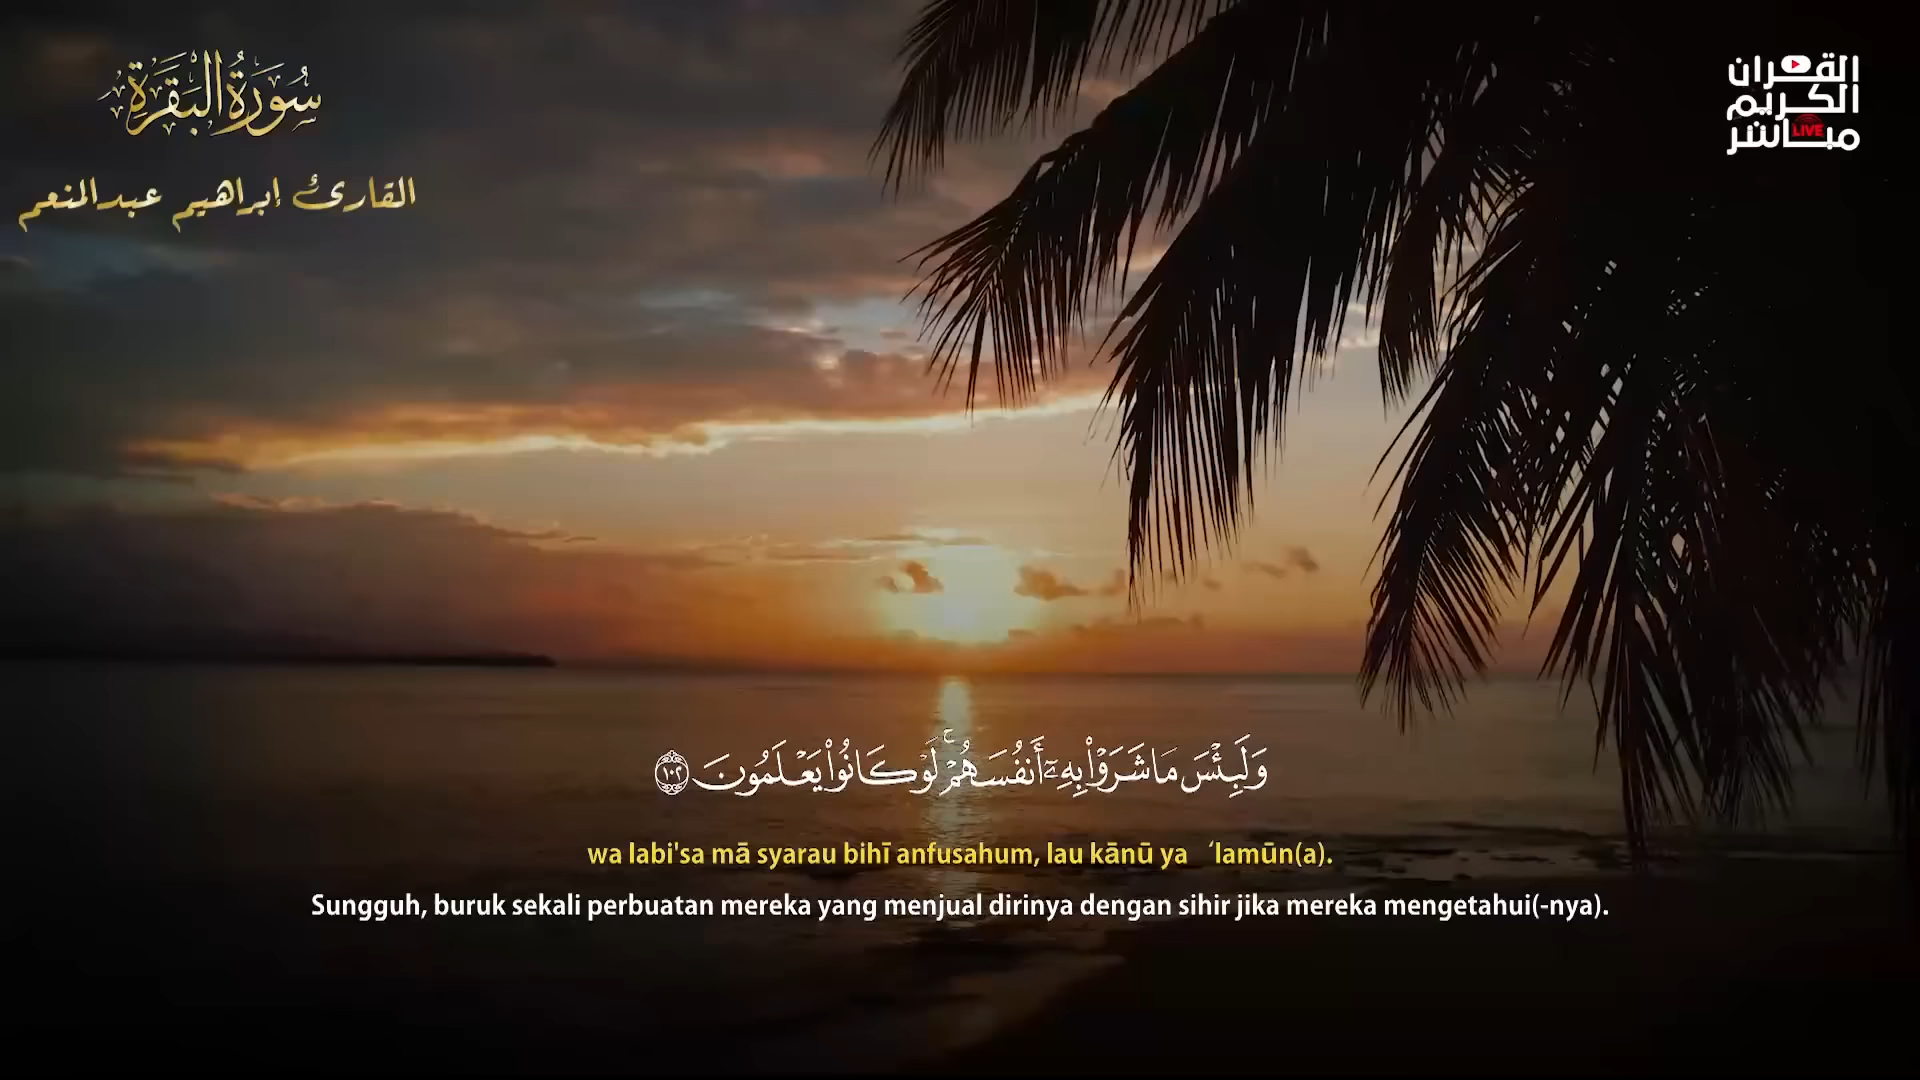 سُورَةُ البَقَرَةِ
القارئ ابراهيم عبدالمنعم
القرآن
الكريم
مباشر
LIVE
وَلَبِئْسَ مَا شَرَوْا۟ بِهِۦٓ أَنفُسَهُمْ ۚ لَوْ كَانُوا۟ يَعْلَمُونَ ١٠٢
wa labi'sa mā syarau bihī anfusahum, lau kānū ya ‘lamūn(a).
Sungguh, buruk sekali perbuatan mereka yang menjual dirinya dengan sihir jika mereka mengetahui(-nya).